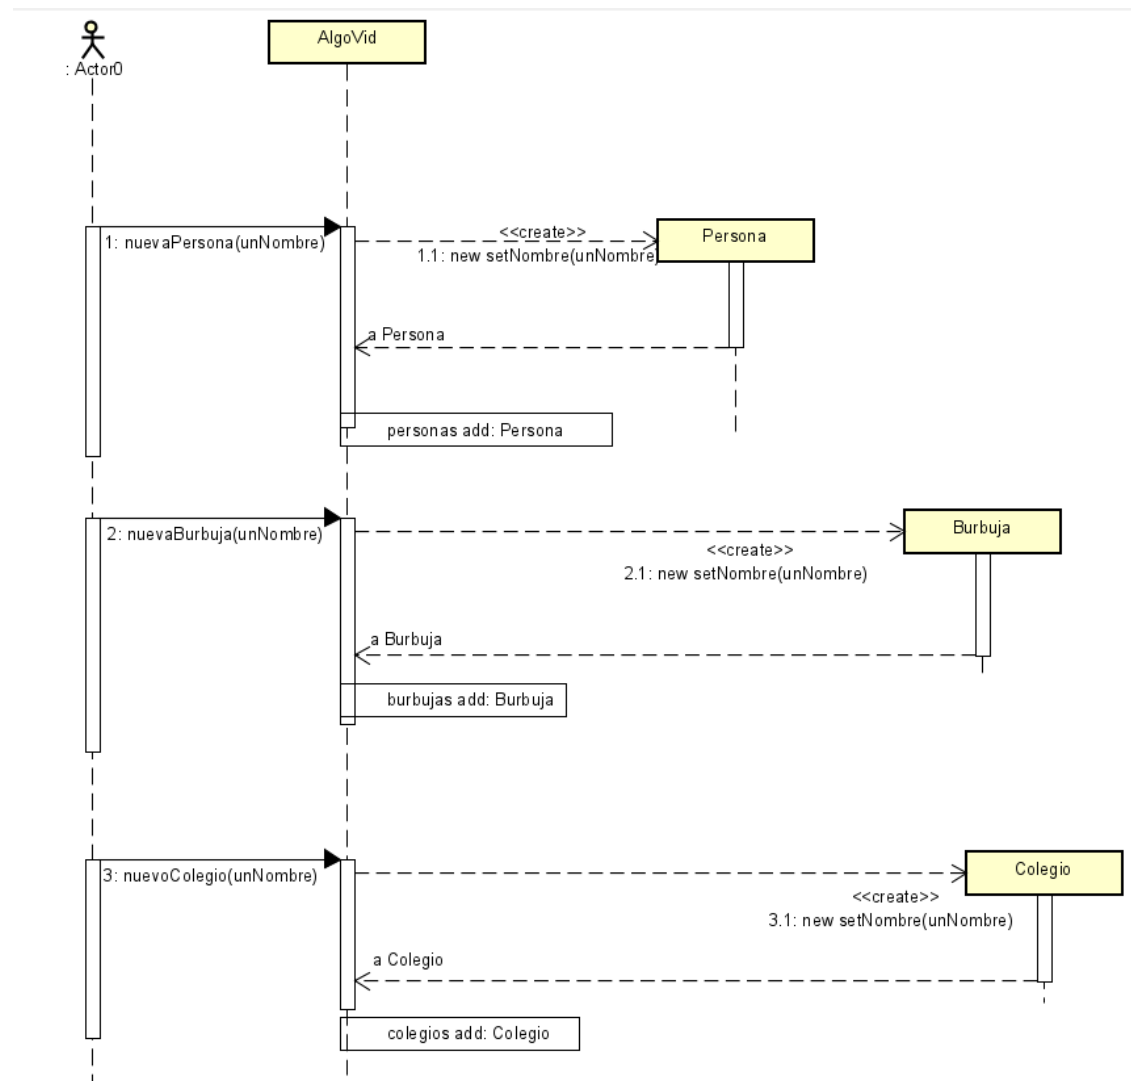 AlgoVid
: Actor0
<<create>>
Persona
1: nuevaPersona(unNombre)
1.1: new setNombre(unNombre)
a Persona
personas add: Persona
2: nuevaBurbuja(unNombre)
Burbuja
<<create>>
2.1: new setNombre(unNombre)
a Burbuja
burbujas add: Burbuja
3: nuevoColegio(unNombre)
Colegio
<<create>>
3.1: new setNombre(unNombre)
a Colegio
colegios add: Colegio